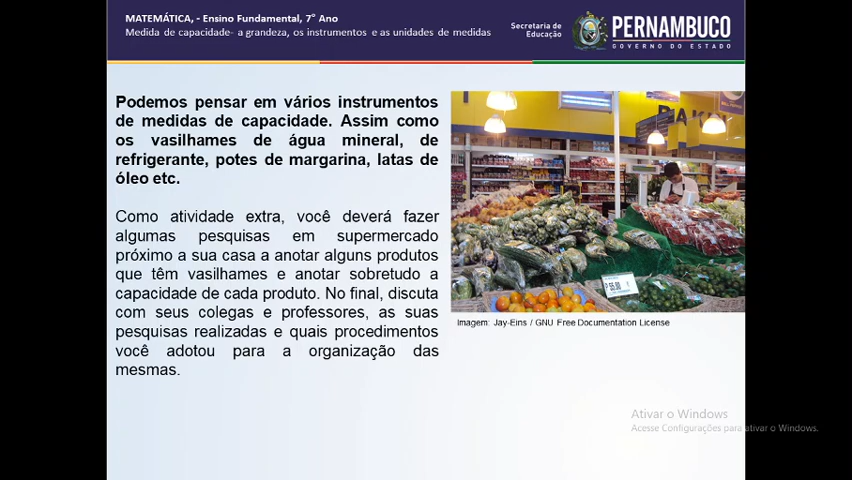 MATEMÁTICA, - Ensino Fundamental, 7° Ano
Medida de capacidade- a grandeza, os instrumentos e as unidades de medidas
Secretaria de
Educação
PERNAMBUCO
GOVERNO DO ESTADO
Podemos pensar em vários instrumentos
de medidas de capacidade. Assim como
os vasilhames de água mineral, de
refrigerante, potes de margarina, latas de
óleo etc.
Como atividade extra, você deverá fazer
algumas pesquisas em supermercado
próximo a sua casa a anotar alguns produtos
que têm vasilhames e anotar sobretudo a
capacidade de cada produto. No final, discuta
com seus colegas e professores, as suas
pesquisas realizadas e quais procedimentos
você adotou para a organização das
mesmas.
Imagem: Jay-Eins / GNU Free Documentation License
Ativar o Windows
Acesse Configurações para ativar o Windows.